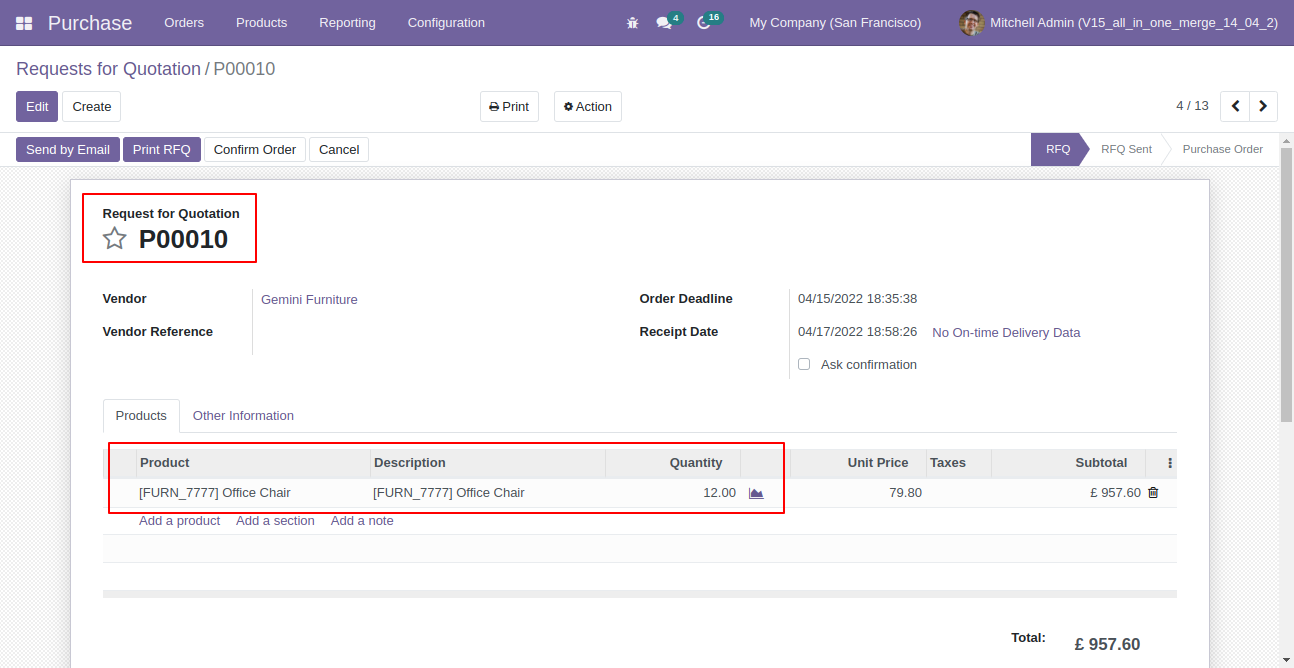 Purchase Orders Products Reporting Configuration 4 16 My Company (San Francisco) Mitchell Admin (V15_all_in_one_merge_14_04_2)
Requests for Quotation / P00010
Edit Create Print Action 4 / 13
Send by Email Print RFQ Confirm Order Cancel RFQ RFQ Sent Purchase Order
Request for Quotation
P00010
Vendor Gemini Furniture Order Deadline 04/15/2022 18:35:38
Vendor Reference Receipt Date 04/17/2022 18:58:26 No On-time Delivery Data
Ask confirmation
Products Other Information
Product Description Quantity Unit Price Taxes Subtotal
[FURN_7777] Office Chair [FURN_7777] Office Chair 12.00 79.80 £ 957.60
Add a product Add a section Add a note
Total: £ 957.60